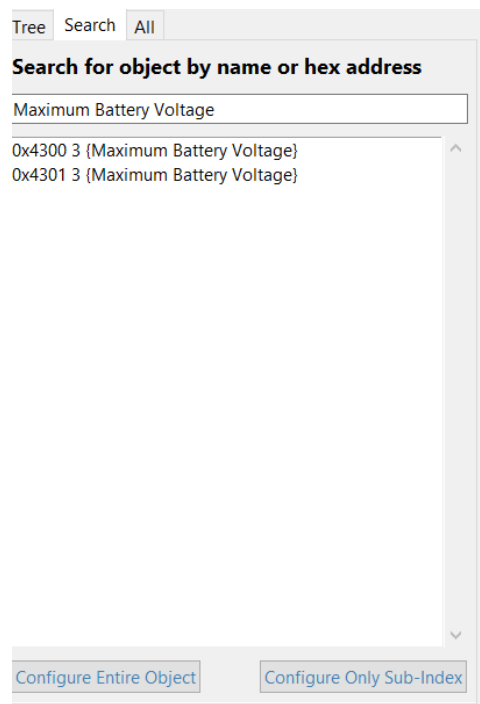 Tree Search All
Search for object by name or hex address
Maximum Battery Voltage
0x4300 3 {Maximum Battery Voltage}
0x4301 3 {Maximum Battery Voltage}
Configure Entire Object Configure Only Sub-Index